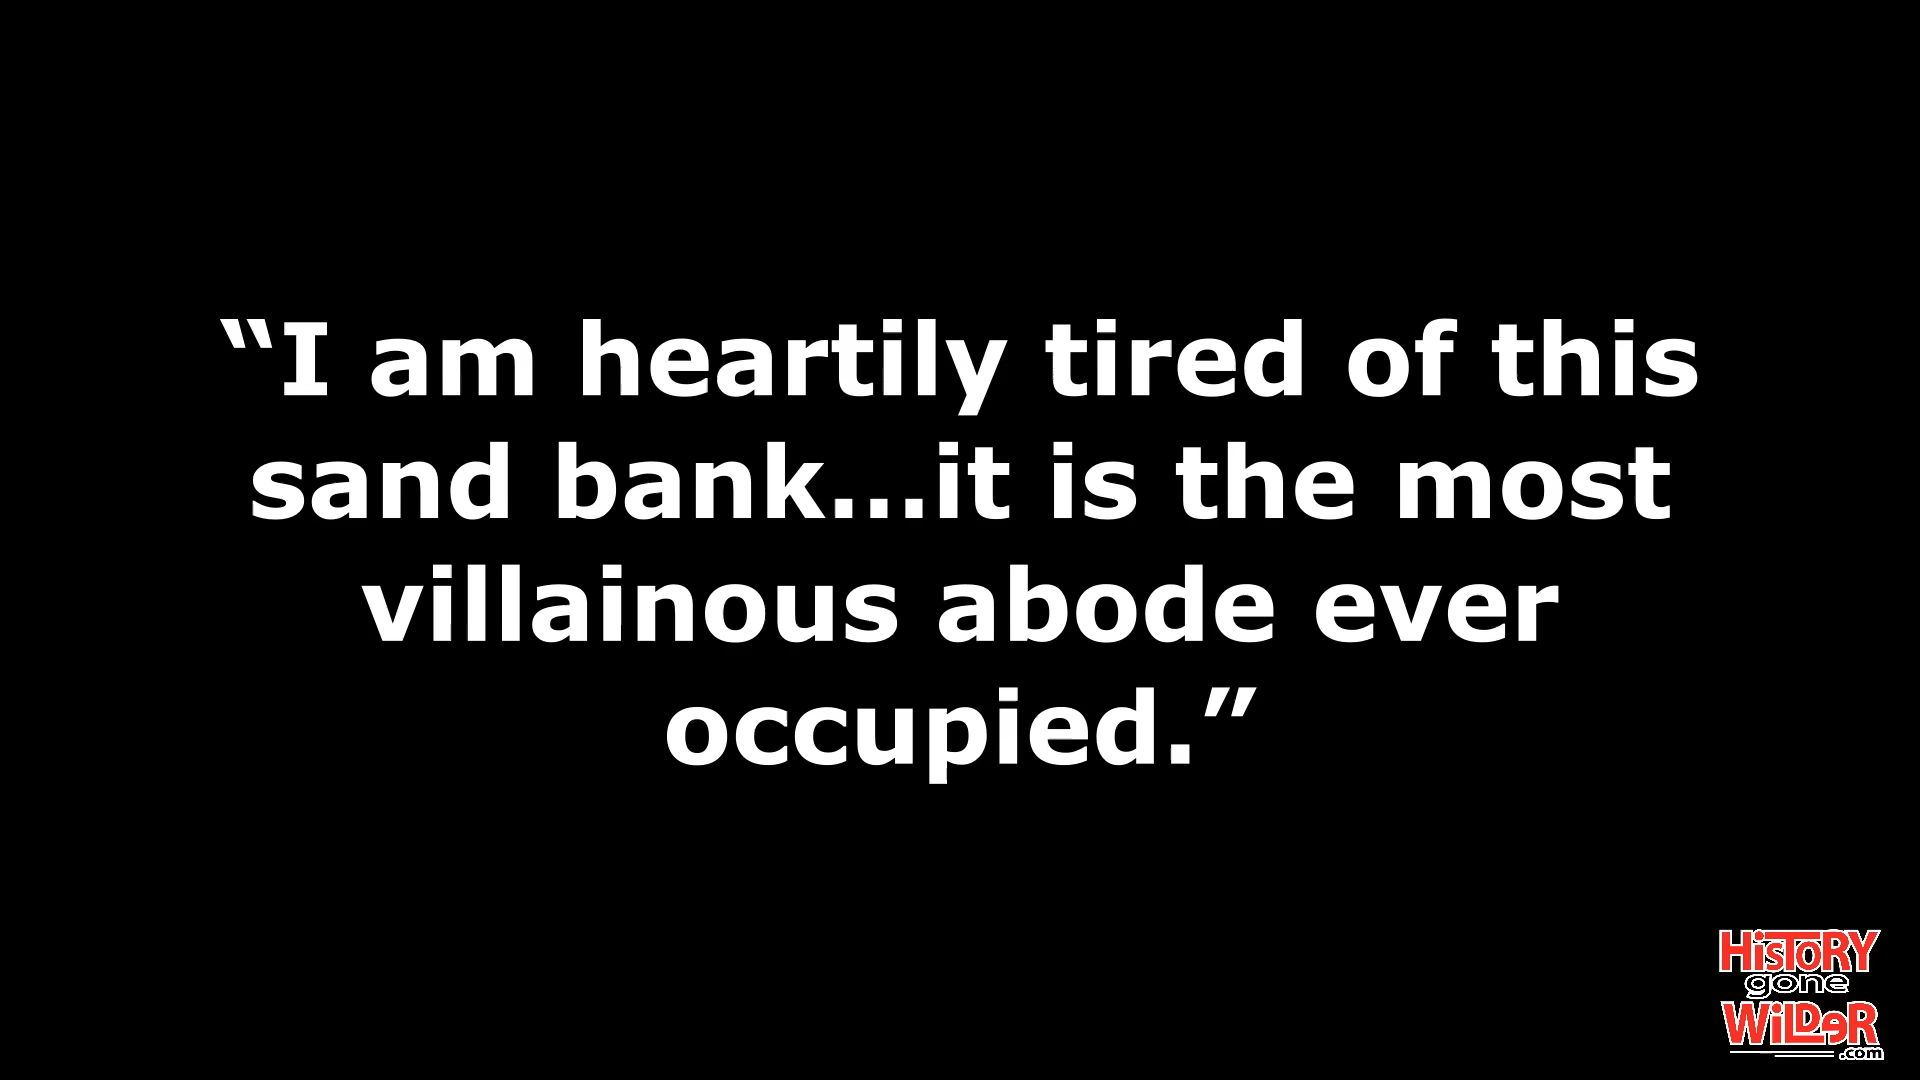 “I am heartily tired of this
sand bank...it is the most
villainous abode ever
occupied.”
HiSTORY
gone
WiLDeR
.com